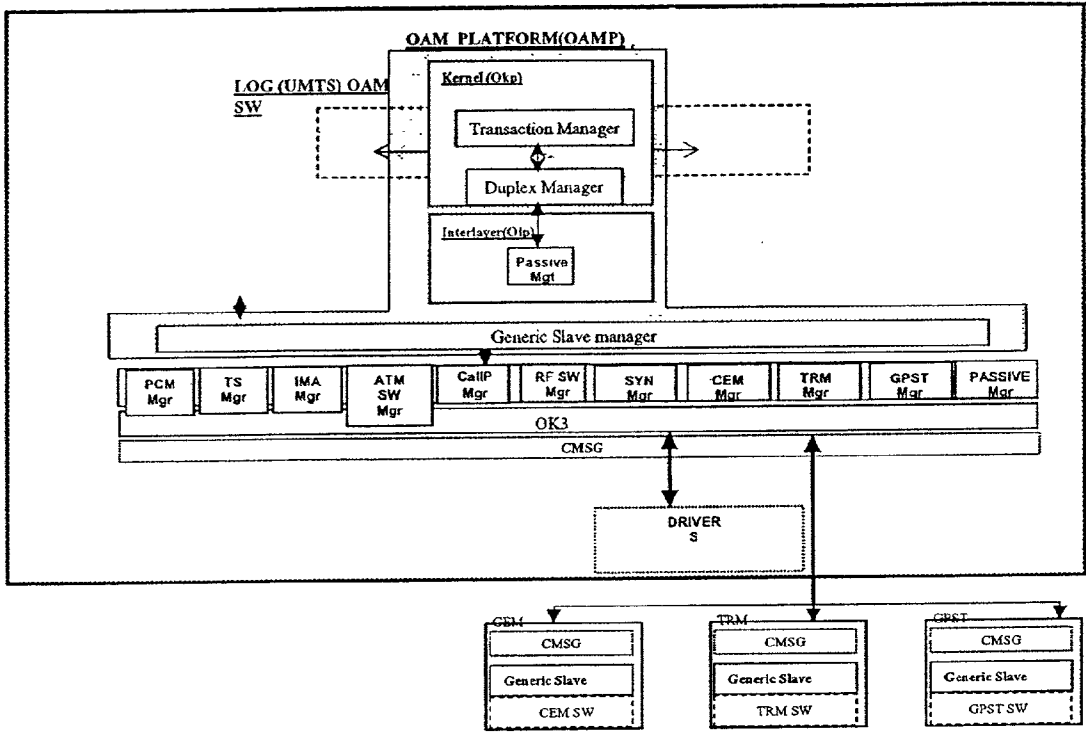 OAM PLATFORM(OAMP)
LOG (UMTS) OAM
SW
Kernel(Okp)
Transaction Manager
Duplex Manager
Interlayer(OIp)
Passive
Mgt
Generic Slave manager
PCM
Mgr
TS
Mgr
IMA
Mgr
ATM
SW
Mgr
CallP
Mgr
RF SW
Mgr
SYN
Mgr
CEM
Mgr
TRM
Mgr
GPST
Mgr
PASSIVE
Mgr
OK3
CMSG
DRIVER
S
CEM
CMSG
Generic Slave
CEM SW
TRM
CMSG
Generic Slave
TRM SW
GPST
CMSG
Generic Slave
GPST SW